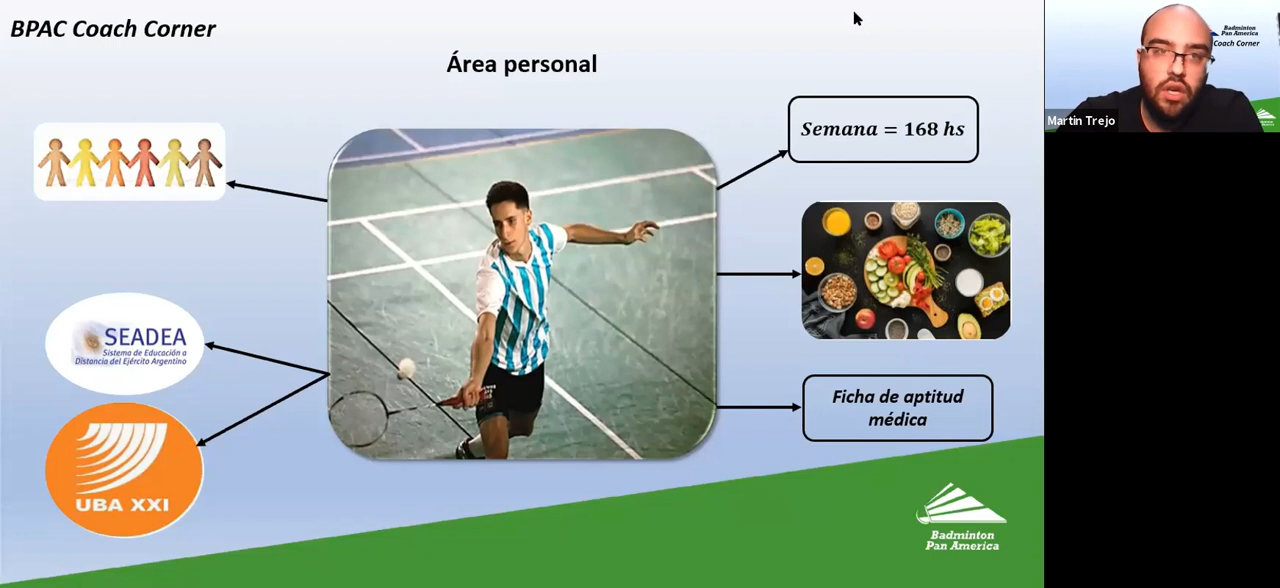 BPAC Coach Corner
Área personal
Semana = 168 hs
SEADEA
Sistema de Educación a
Distancia del Ejército Argentino
UBA XXI
Ficha de aptitud
médica
Badminton
Pan America
Badminton
Pan America
Coach Corner
Martin Trejo